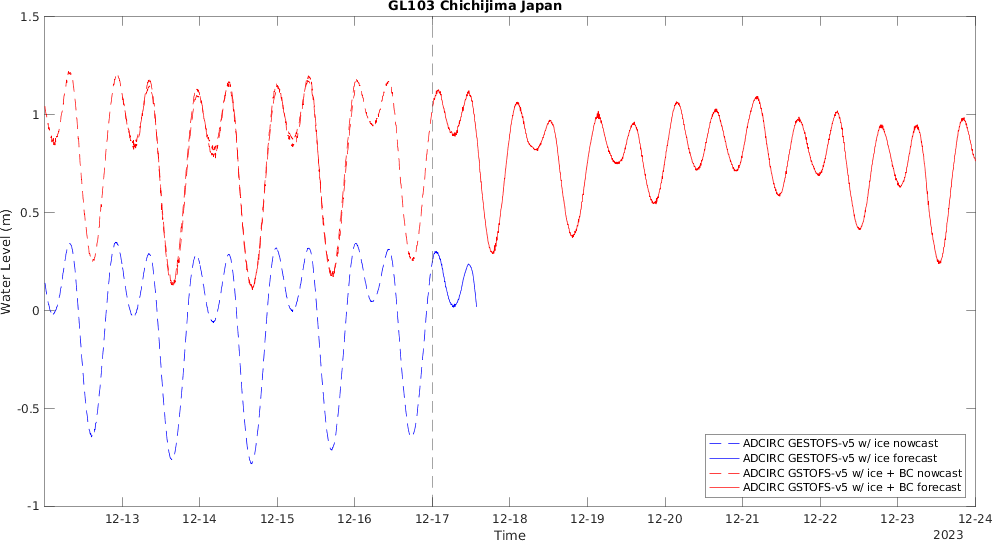 GL103 Chichijima Japan
1.5
1
0.5
0
-0.5
-1
Water Level (m)
12-13 12-14 12-15 12-16 12-17 12-18 12-19 12-20 12-21 12-22 12-23 12-24
Time
2023
ADCIRC GESTOFS-v5 w/ ice nowcast
ADCIRC GESTOFS-v5 w/ ice forecast
ADCIRC GSTOFS-v5 w/ ice + BC nowcast
ADCIRC GSTOFS-v5 w/ ice + BC forecast